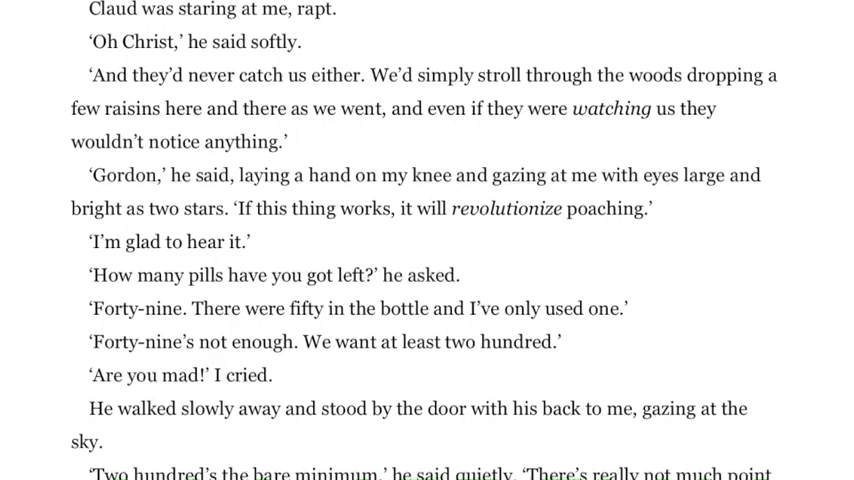 Claud was staring at me, rapt.
‘Oh Christ,’ he said softly.
‘And they’d never catch us either. We’d simply stroll through the woods dropping a
few raisins here and there as we went, and even if they were watching us they
wouldn’t notice anything.’
‘Gordon,’ he said, laying a hand on my knee and gazing at me with eyes large and
bright as two stars. ‘If this thing works, it will revolutionize poaching.’
‘I’m glad to hear it.’
‘How many pills have you got left?’ he asked.
‘Forty-nine. There were fifty in the bottle and I’ve only used one.’
‘Forty-nine’s not enough. We want at least two hundred.’
‘Are you mad!’ I cried.
He walked slowly away and stood by the door with his back to me, gazing at the
sky.
‘Two hundred’s the bare minimum,’ he said quietly. ‘There’s really not much point